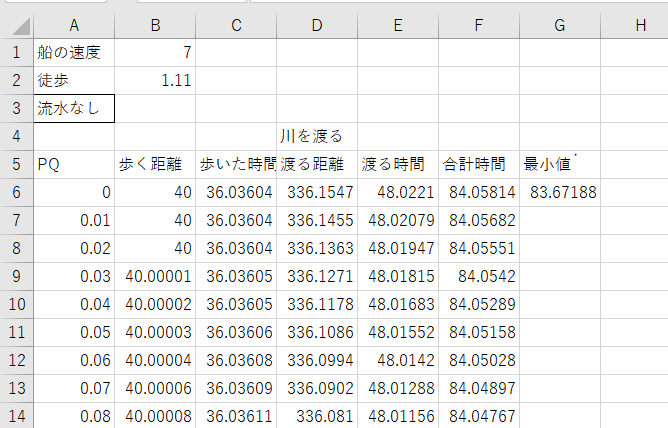 A B C D E F G H
1 船の速度 7
2 徒歩 1.11
3 流水なし
4 川を渡る
5 PQ 歩く距離 歩いた時間 渡る距離 渡る時間 合計時間 最小値
6 0 40 36.03604 336.1547 48.0221 84.05814 83.67188
7 0.01 40 36.03604 336.1455 48.02079 84.05682
8 0.02 40 36.03604 336.1363 48.01947 84.05551
9 0.03 40.00001 36.03605 336.1271 48.01815 84.0542
10 0.04 40.00002 36.03605 336.1178 48.01683 84.05289
11 0.05 40.00003 36.03606 336.1086 48.01552 84.05158
12 0.06 40.00004 36.03608 336.0994 48.0142 84.05028
13 0.07 40.00006 36.03609 336.0902 48.01288 84.04897
14 0.08 40.00008 36.03611 336.081 48.01156 84.04767